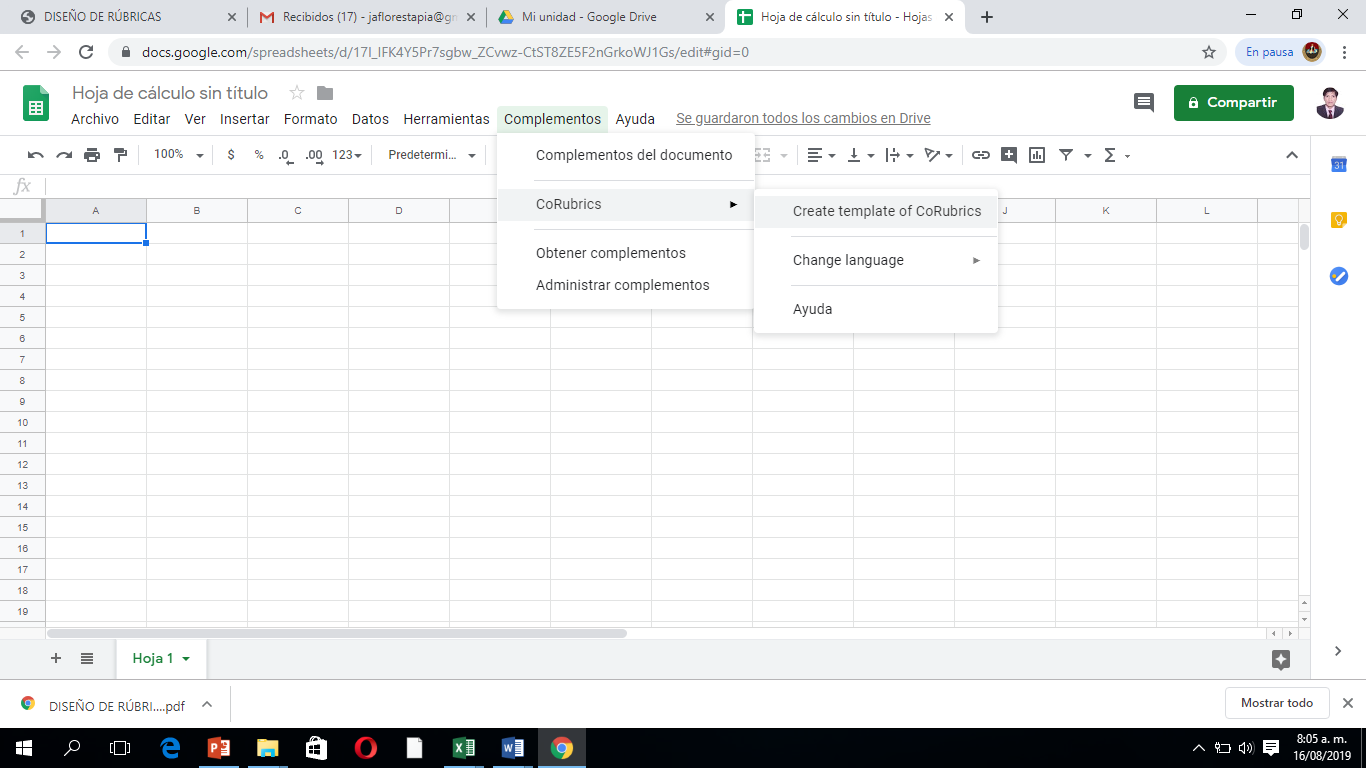 DISEÑO DE RÚBRICAS
Recibidos (17) - jaflorestapia@gm
Mi unidad - Google Drive
Hoja de cálculo sin título - Hojas
docs.google.com/spreadsheets/d/17I_IFK4Y5Pr7sgbw_ZCvwz-CtST8ZE5F2nGrkoWJ1Gs/edit#gid=0
En pausa
Hoja de cálculo sin título
Compartir
Archivo Editar Ver Insertar Formato Datos Herramientas Complementos Ayuda Se guardaron todos los cambios en Drive
100% $ % .0 .00 123 Predetermi...
31
fx
Complementos del documento
CoRubrics
Obtener complementos
Administrar complementos
Create template of CoRubrics
Change language
Ayuda
A B C D J K L
1
2
3
4
5
6
7
8
9
10
11
12
13
14
15
16
17
18
19
Hoja 1
DISEÑO DE RÚBRI....pdf
Mostrar todo
8:05 a. m.
16/08/2019